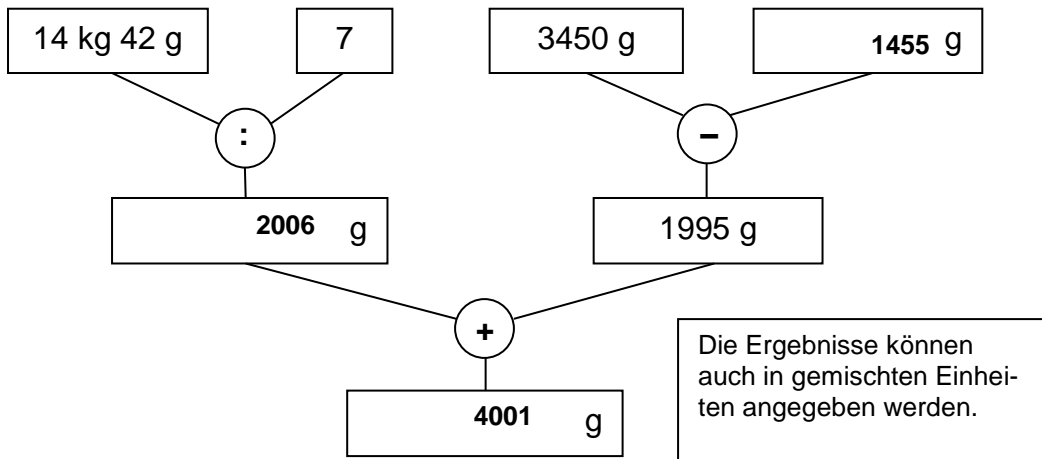 14 kg 42 g
7
3450 g
1455 g
:
–
2006 g
1995 g
+
Die Ergebnisse können
auch in gemischten Einhei-
ten angegeben werden.
4001 g